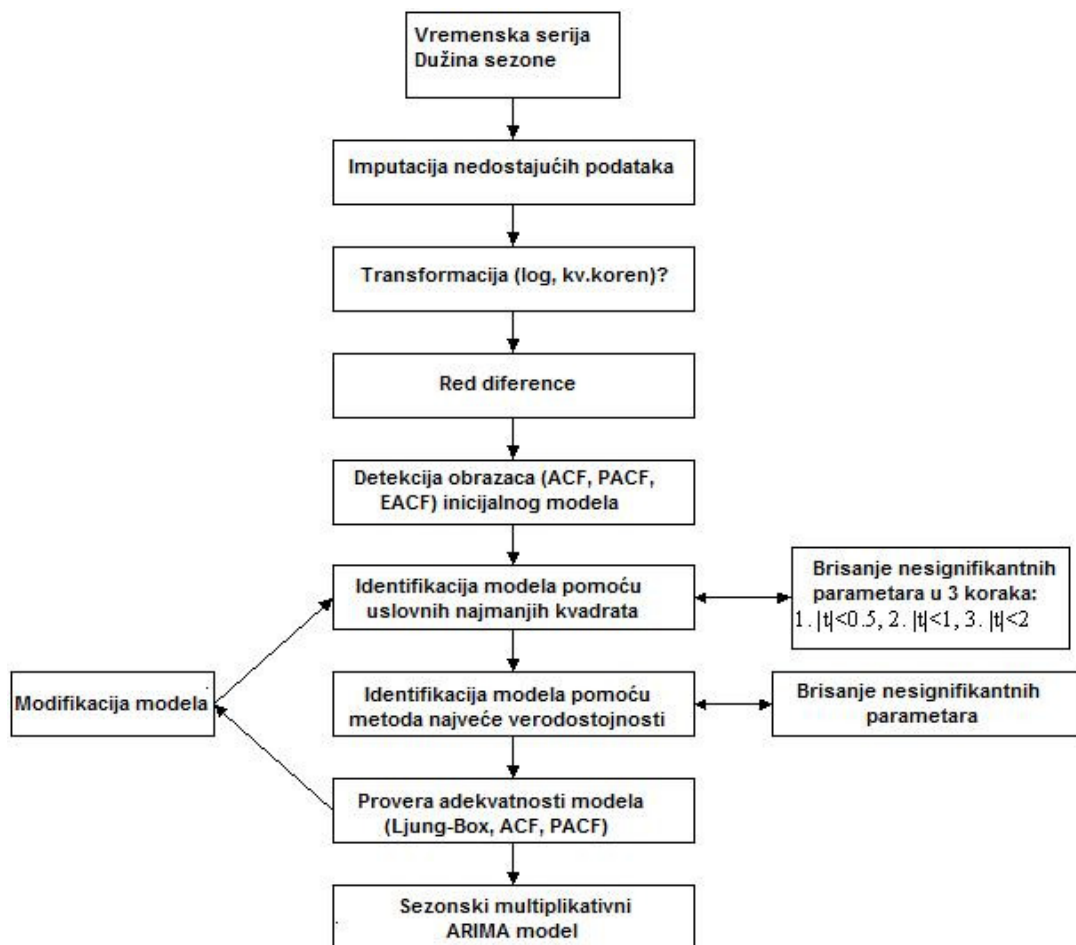 Vremenska serija
Dužina sezone
Imputacija nedostajućih podataka
Transformacija (log, kv.koren)?
Red diference
Detekcija obrazaca (ACF, PACF,
EACF) inicijalnog modela
Identifikacija modela pomoću
uslovnih najmanjih kvadrata
Brisanje nesignifikantnih
parametara u 3 koraka:
1. |t|<0.5, 2. |t|<1, 3. |t|<2
Modifikacija modela
Identifikacija modela pomoću
metoda najveće verodostojnosti
Brisanje nesignifikantnih
parametara
Provera adekvatnosti modela
(Ljung-Box, ACF, PACF)
Sezonski multiplikativni
ARIMA model